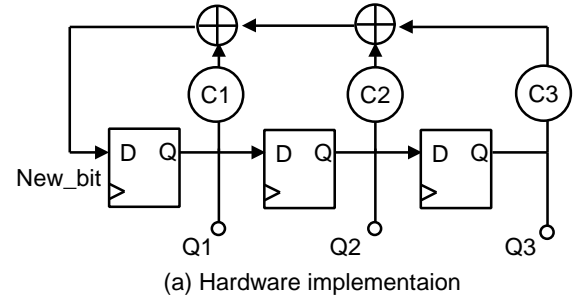 C1
C2
C3
D Q
D Q
D Q
New_bit
Q1
Q2
Q3
(a) Hardware implementaion